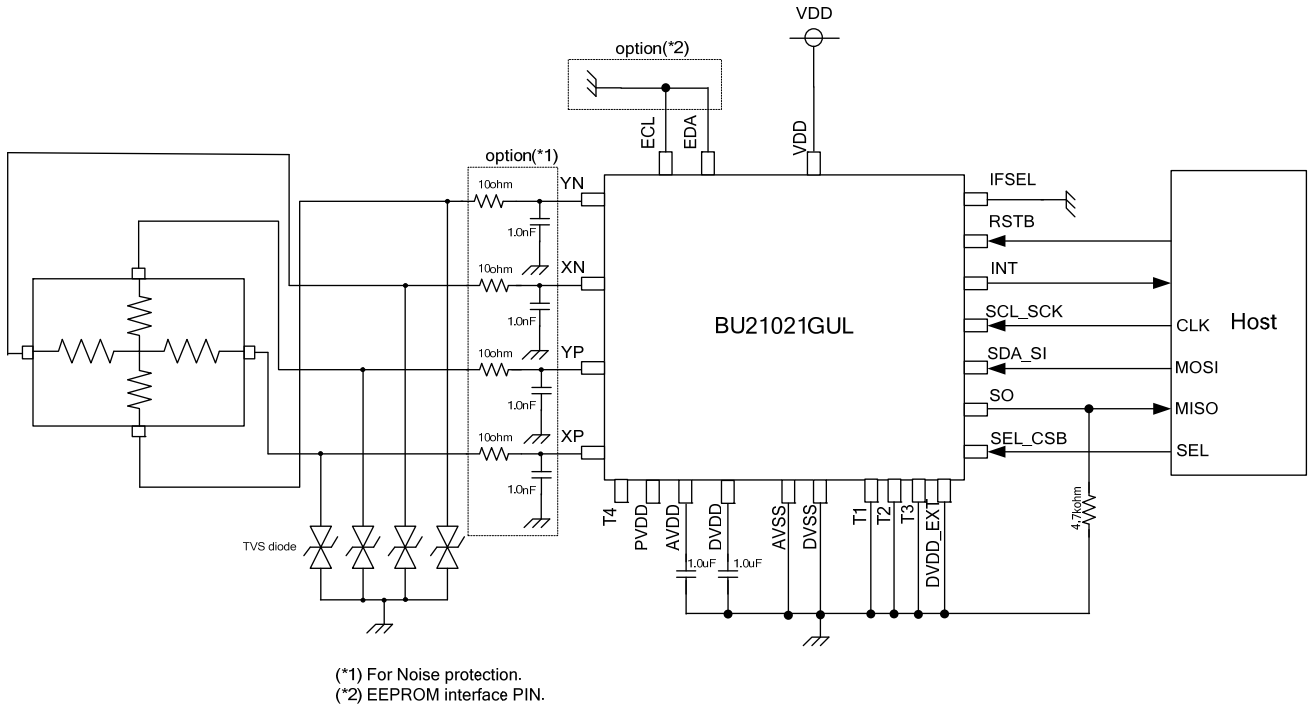 VDD
option(*2)
ECL
EDA
VDD
option(*1)
10ohm
YN
1.0nF
10ohm
XN
1.0nF
10ohm
YP
1.0nF
10ohm
XP
1.0nF
BU21021GUL
IFSEL
RSTB
INT
SCL_SCK
CLK
Host
SDA_SI
MOSI
SO
MISO
SEL_CSB
SEL
T4
PVDD
AVDD
DVDD
AVSS
DVSS
T1
T2
T3
DVDD_EXT
4.7kohm
TVS diode
1.0uF
1.0uF
(*1) For Noise protection.
(*2) EEPROM interface PIN.